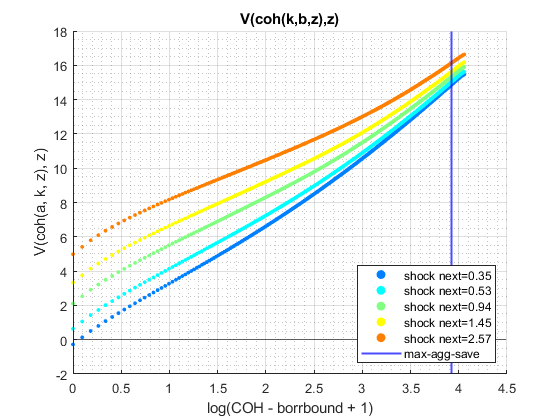 V(coh(k,b,z),z)
V(coh(a, k, z), z)
18
16
14
12
10
8
6
4
2
0
-2
0
0.5
1
1.5
2
2.5
3
3.5
4
4.5
log(COH - borrbound + 1)
shock next=0.35
shock next=0.53
shock next=0.94
shock next=1.45
shock next=2.57
max-agg-save